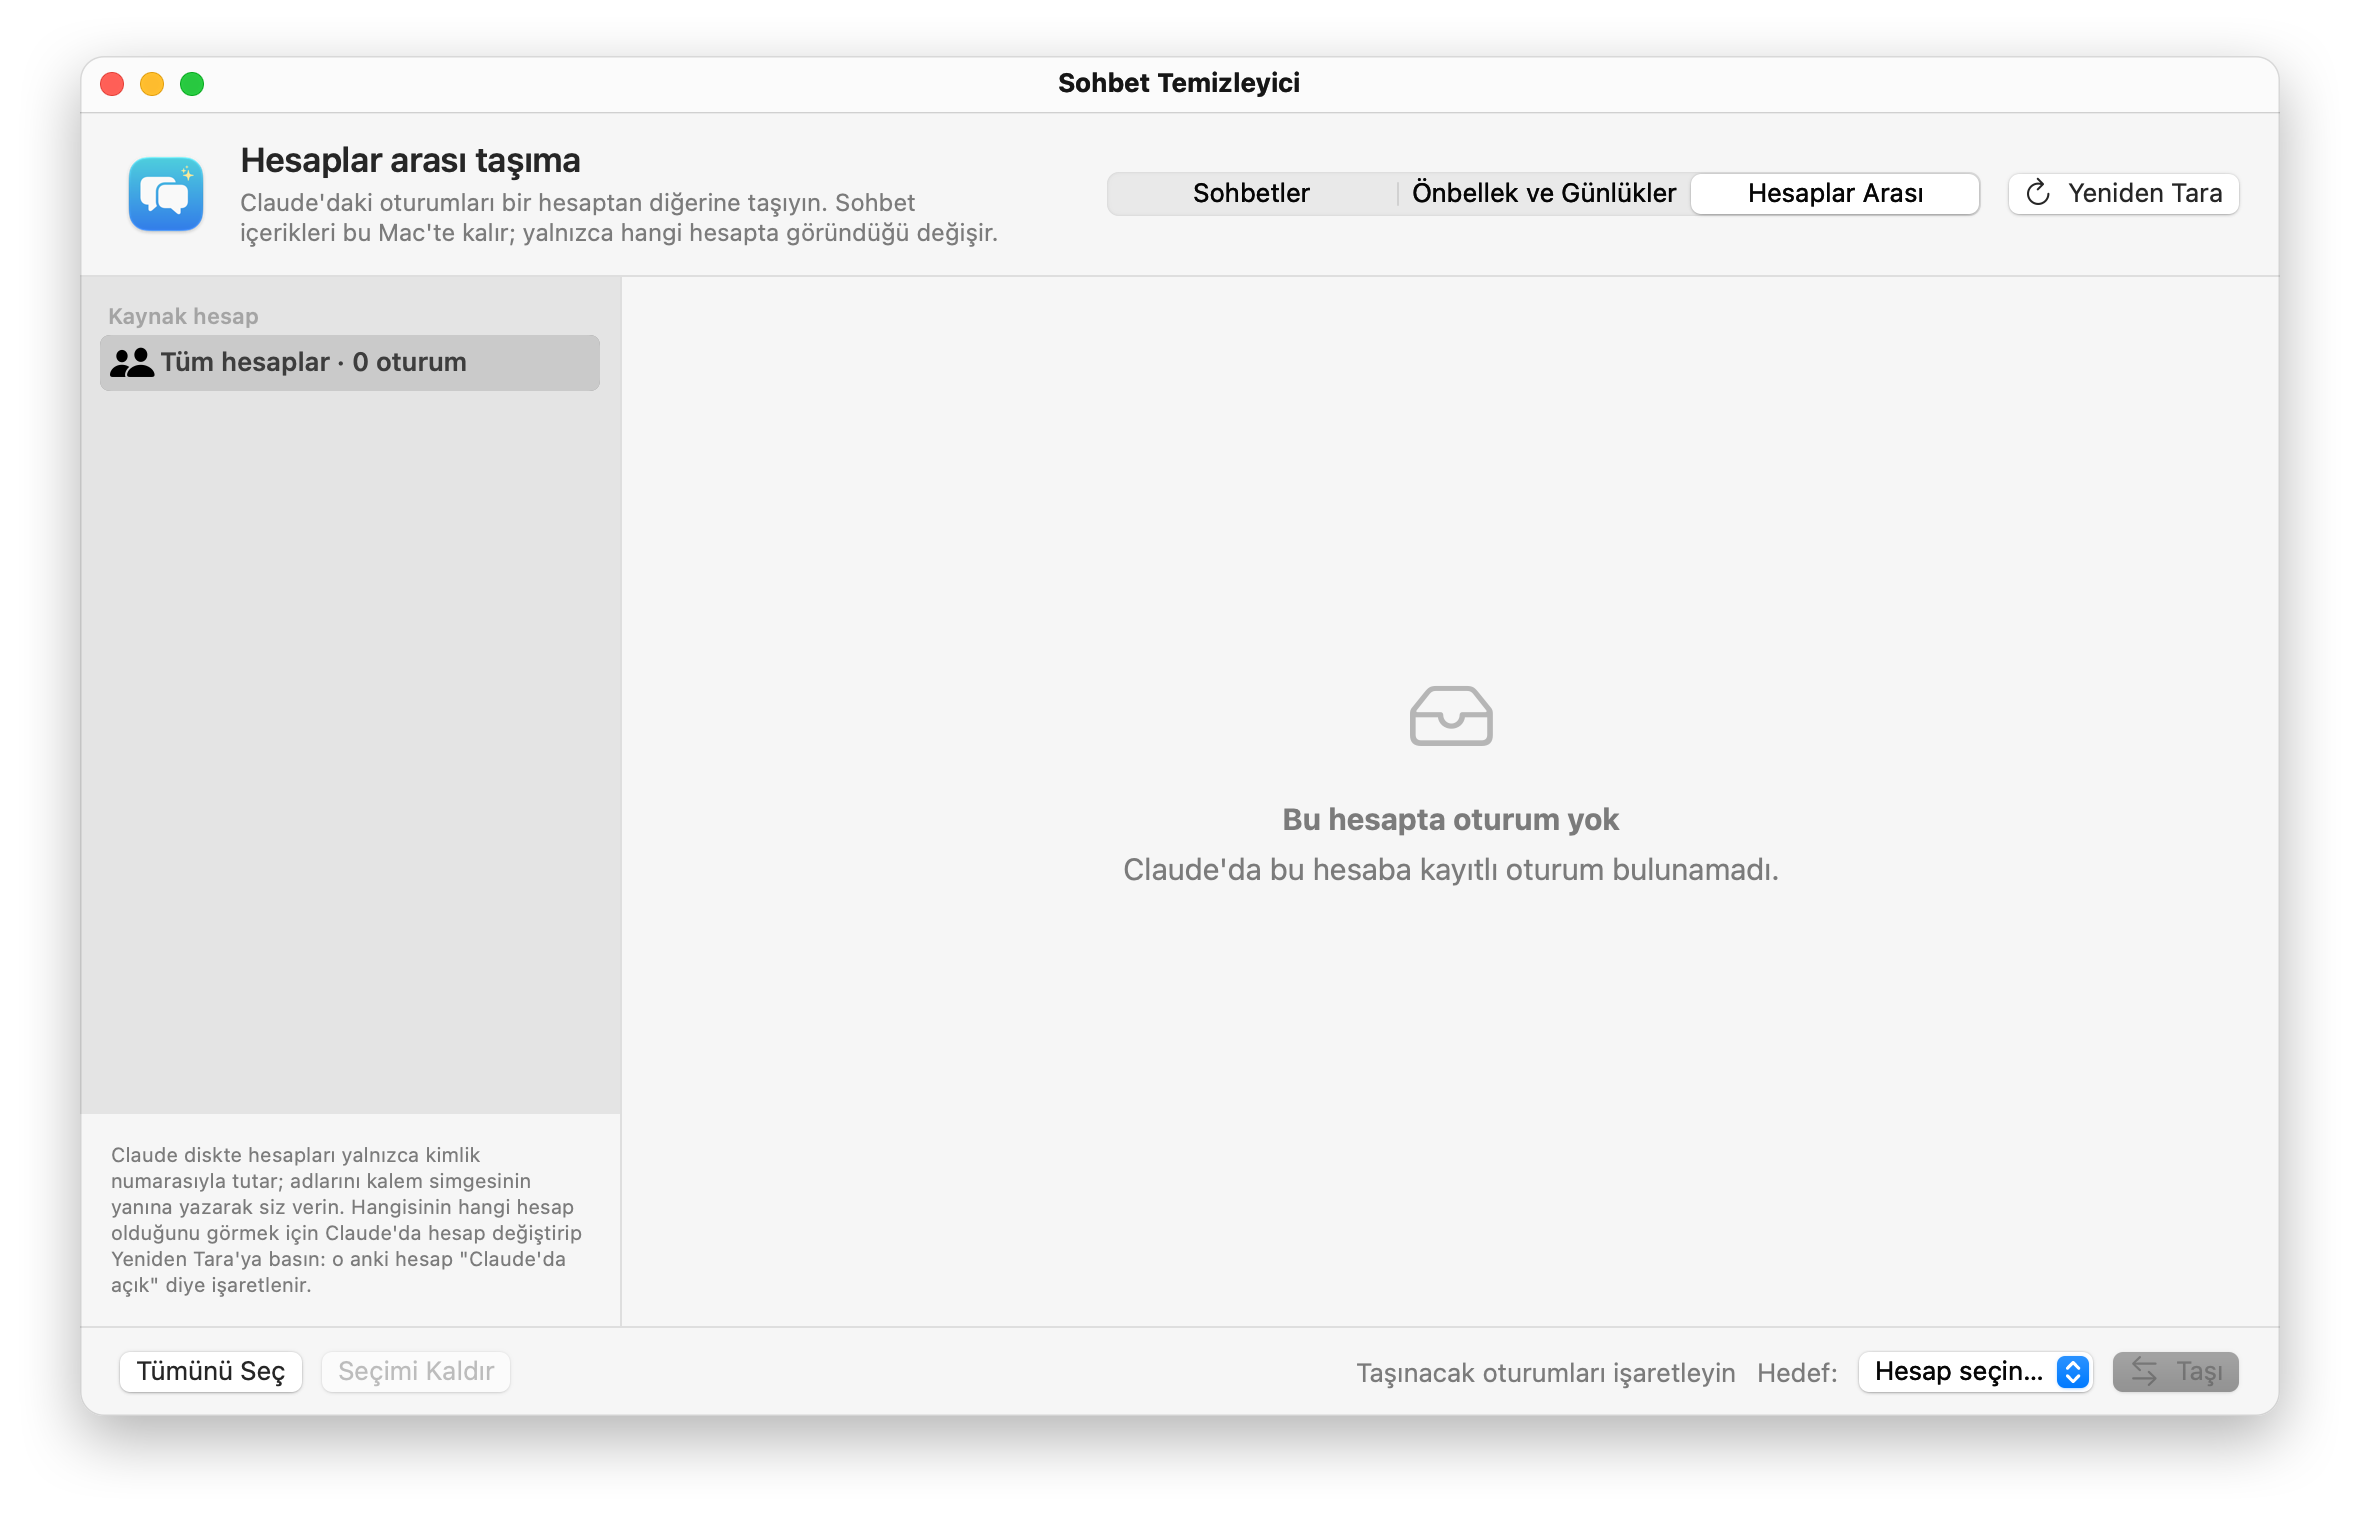 Sohbet Temizleyici
Hesaplar arası taşıma
Claude'daki oturumları bir hesaptan diğerine taşıyın. Sohbet
içerikleri bu Mac'te kalır; yalnızca hangi hesapta göründüğü değişir.
Sohbetler
Önbellek ve Günlükler
Hesaplar Arası
Yeniden Tara
Kaynak hesap
Tüm hesaplar · 0 oturum
Bu hesapta oturum yok
Claude'da bu hesaba kayıtlı oturum bulunamadı.
Claude diskte hesapları yalnızca kimlik
numarasıyla tutar; adlarını kalem simgesinin
yanına yazarak siz verin. Hangisinin hangi hesap
olduğunu görmek için Claude'da hesap değiştirip
Yeniden Tara'ya basın: o anki hesap "Claude'da
açık" diye işaretlenir.
Tümünü Seç
Seçimi Kaldır
Taşınacak oturumları işaretleyin
Hedef:
Hesap seçin...
Taşı